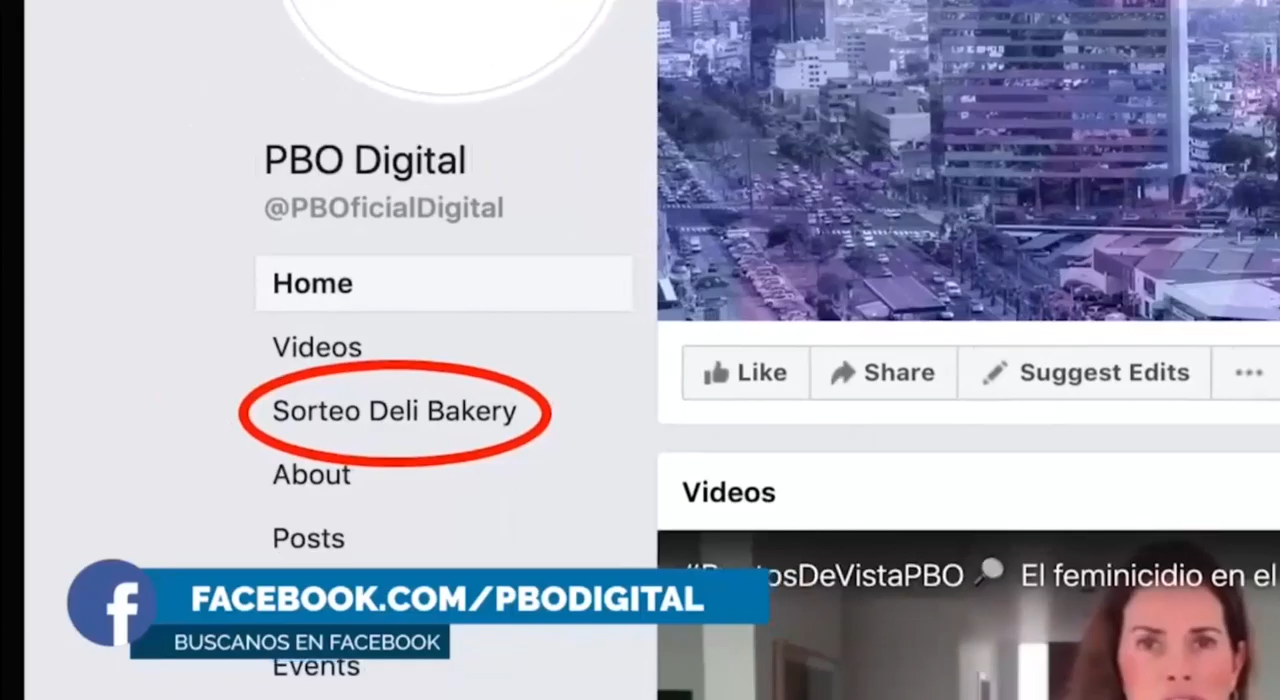 PBO Digital
@PBOficialDigital
Home
Videos
Sorteo Deli Bakery
About
Posts
Events
Like
Share
Suggest Edits
Videos
El feminicidio en el
FACEBOOK.COM/PBODIGITAL
BUSCANOS EN FACEBOOK